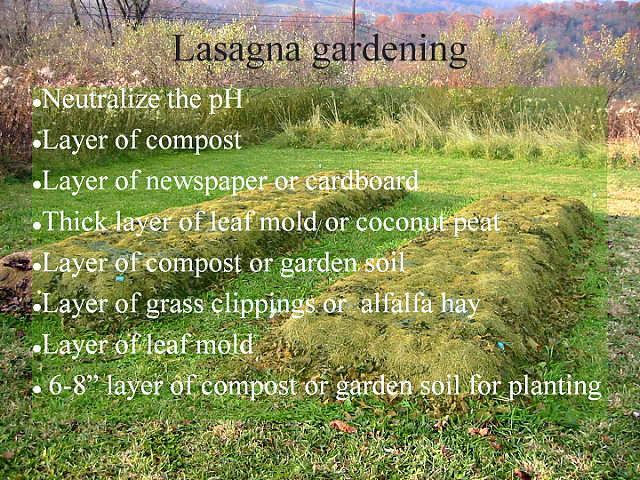 Lasagna gardening
●Neutralize the pH
●Layer of compost
●Layer of newspaper or cardboard
●Thick layer of leaf mold or coconut peat
●Layer of compost or garden soil
●Layer of grass clippings or  alfalfa hay
●Layer of leaf mold
● 6-8” layer of compost or garden soil for planting